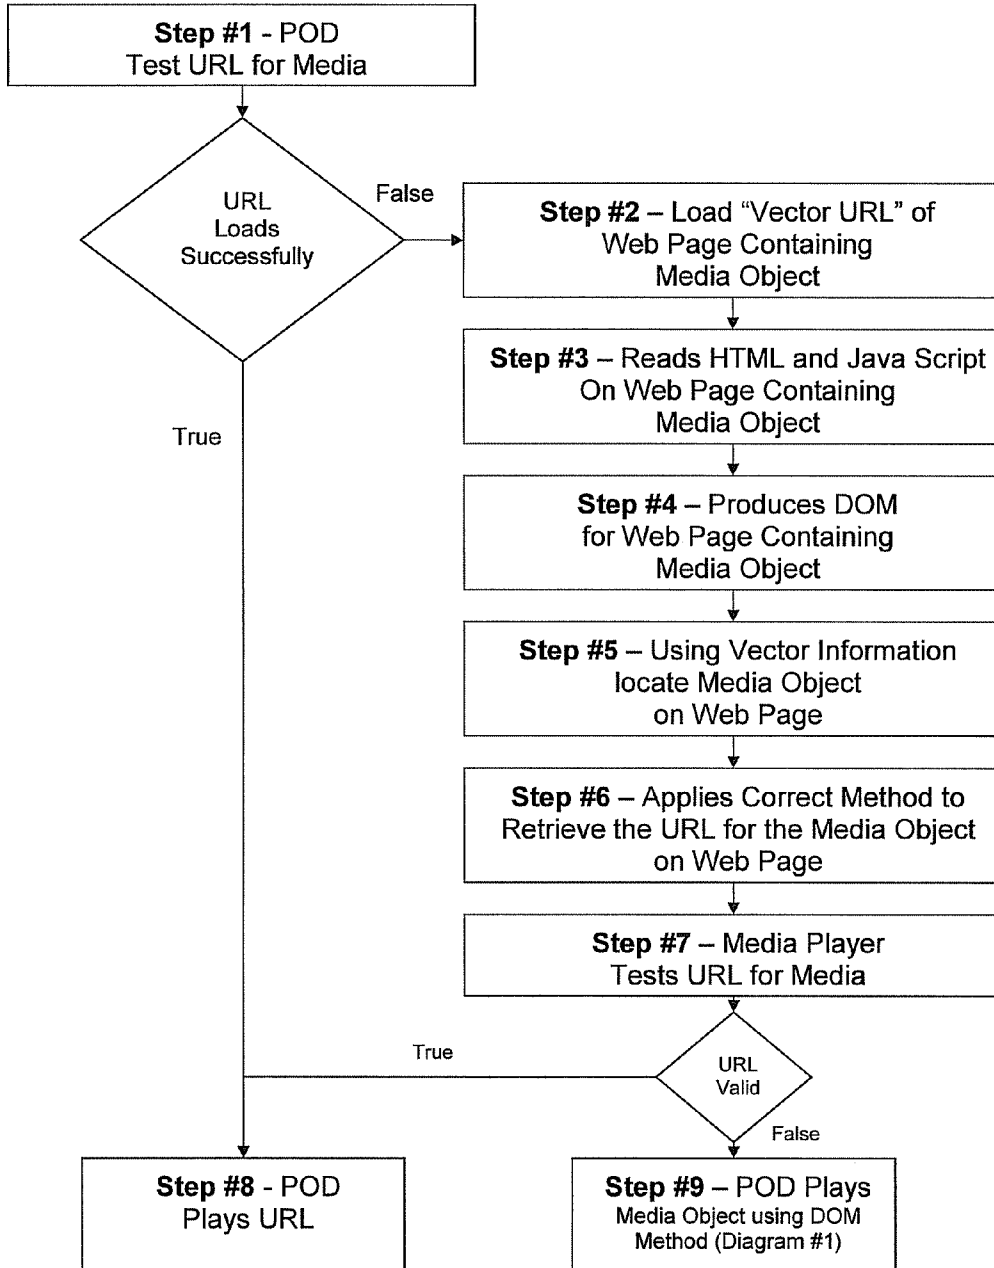 Step #1 - POD
Test URL for Media
URL
Loads
Successfully
False
Step #2 – Load “Vector URL” of
Web Page Containing
Media Object
Step #3 – Reads HTML and Java Script
On Web Page Containing
Media Object
True
Step #4 – Produces DOM
for Web Page Containing
Media Object
Step #5 – Using Vector Information
locate Media Object
on Web Page
Step #6 – Applies Correct Method to
Retrieve the URL for the Media Object
on Web Page
Step #7 – Media Player
Tests URL for Media
True
URL
Valid
False
Step #8 - POD
Plays URL
Step #9 – POD Plays
Media Object using DOM
Method (Diagram #1)